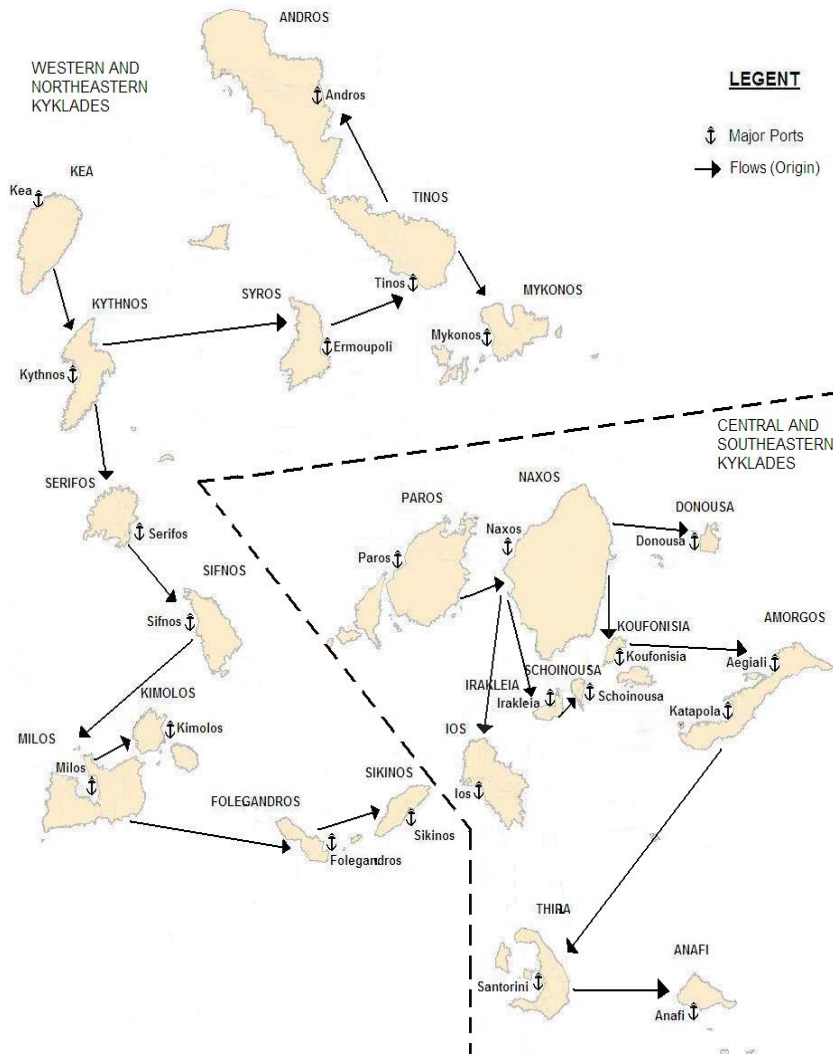 ANDROS
WESTERN AND
NORTHEASTERN
KYKLADES
LEGENT
Andros
Major Ports
Flows (Origin)
KEA
Kea
TINOS
Tinos
SYROS
MYKONOS
KYTHNOS
Ermoupoli
Mykonos
Kythnos
CENTRAL AND
SOUTHEASTERN
KYKLADES
SERIFOS
PAROS
NAXOS
DONOUSA
Serifos
Naxos
Donousa
Paros
SIFNOS
Sifnos
KOUFONISIA
AMORGOS
Koufonisia
Aegiali
SCHOINOUSA
IRAKLEIA
Irakleia
Schoinousa
Katapola
KIMOLOS
Kimolos
MILOS
IOS
Milos
SIKINOS
Ios
FOLEGANDROS
Sikinos
Folegandros
THIRA
ANAFI
Santorini
Anafi